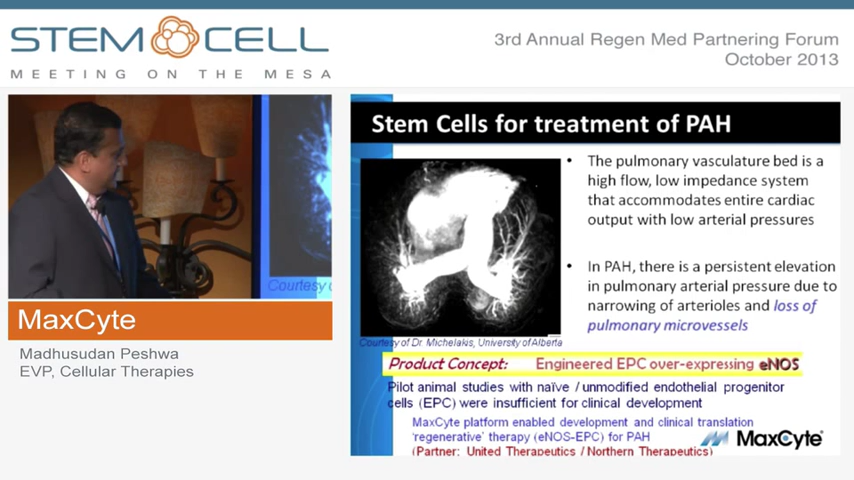 STEM CELL
MEETING ON THE MESA
3rd Annual Regen Med Partnering Forum
October 2013
Courtesy
MaxCyte
Madhusudan Peshwa
EVP, Cellular Therapies
Stem Cells for treatment of PAH
• The pulmonary vasculature bed is a
high flow, low impedance system
that accommodates entire cardiac
output with low arterial pressures
• In PAH, there is a persistent elevation
in pulmonary arterial pressure due to
narrowing of arterioles and loss of
pulmonary microvessels
Courtesy of Dr. Michelakis, University of Alberta
Product Concept: Engineered EPC over-expressing eNOS
Pilot animal studies with naïve / unmodified endothelial progenitor
cells (EPC) were insufficient for clinical development
MaxCyte platform enabled development and clinical translation
'regenerative' therapy (eNOS-EPC) for PAH
(Partner: United Therapeutics / Northern Therapeutics)
MaxCyte®